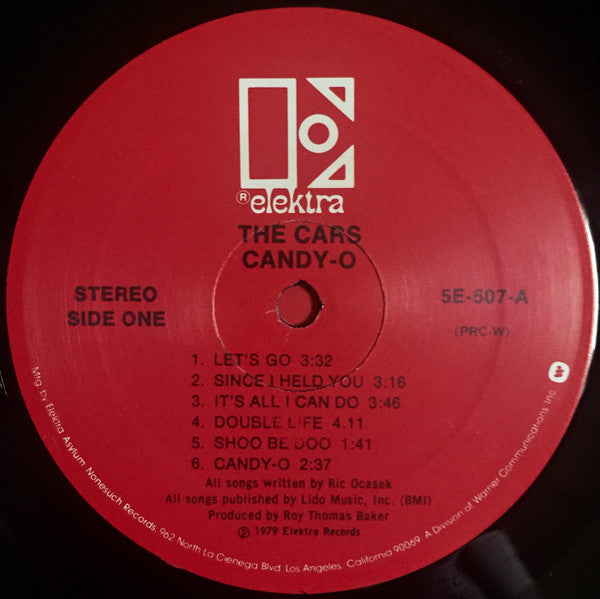 ® elektra
THE CARS
CANDY-O
STEREO
SIDE ONE
5E-507-A
(PRC-W)
1. LET'S GO 3:32
2. SINCE I HELD YOU 3:16
3. IT'S ALL I CAN DO 3:46
4. DOUBLE LIFE 4.11
5. SHOO BE DOO 1:41
6. CANDY-O 2:37
All songs written by Ric Ocasek
All songs published by Lido Music, Inc. (BMI)
Produced by Roy Thomas Baker
℗ 1979 Elektra Records
Mfg by Elektra Asylum Nonesuch Records, 962 North La Cienega Blvd. Los Angeles, California 90069. A Division of Warner Communications Inc